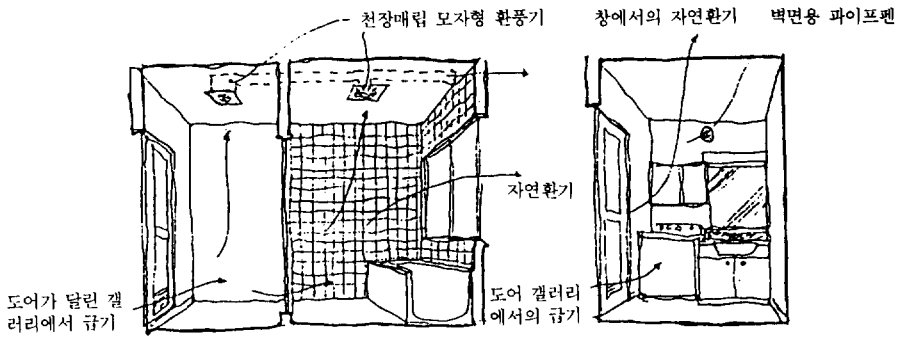 천장매립 모자형 환풍기
창에서의 자연환기
벽면용 파이프펜
자연환기
도어가 달린 갤
러리에서 급기
도어 갤러리
에서의 급기